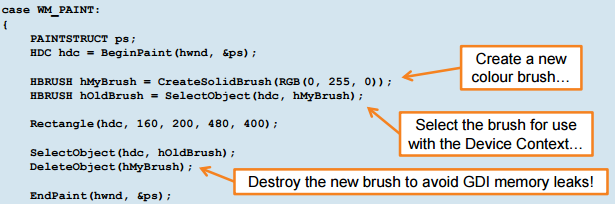 case WM_PAINT:
{
PAINTSTRUCT ps;
HDC hdc = BeginPaint(hwnd, &ps);
HBRUSH hMyBrush = CreateSolidBrush(RGB(0, 255, 0));
HBRUSH hOldBrush = SelectObject(hdc, hMyBrush);
Rectangle(hdc, 160, 200, 480, 400);
SelectObject(hdc, hOldBrush);
DeleteObject(hMyBrush);
EndPaint(hwnd, &ps);
Create a new
colour brush…
Select the brush for use
with the Device Context…
Destroy the new brush to avoid GDI memory leaks!